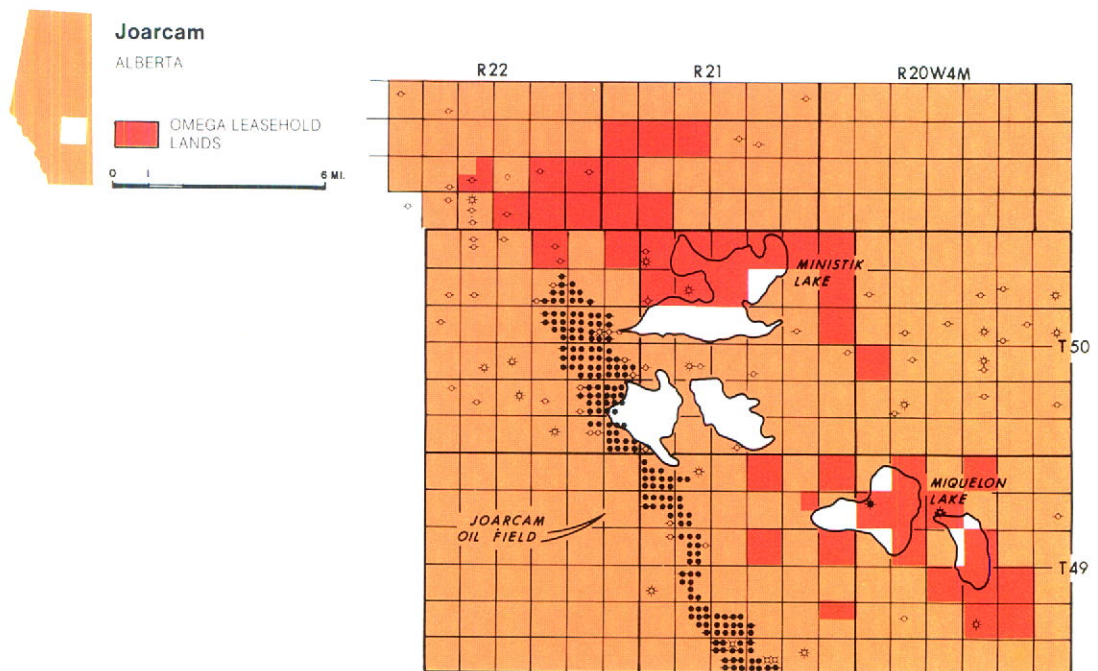 Joarcam
ALBERTA
OMEGA LEASEHOLD
LANDS
0 1 6 MI.
R22 R21 R20W4M
MINISTIK
LAKE
T50
MIQUELON
LAKE
JOARCAM
OIL FIELD
T49